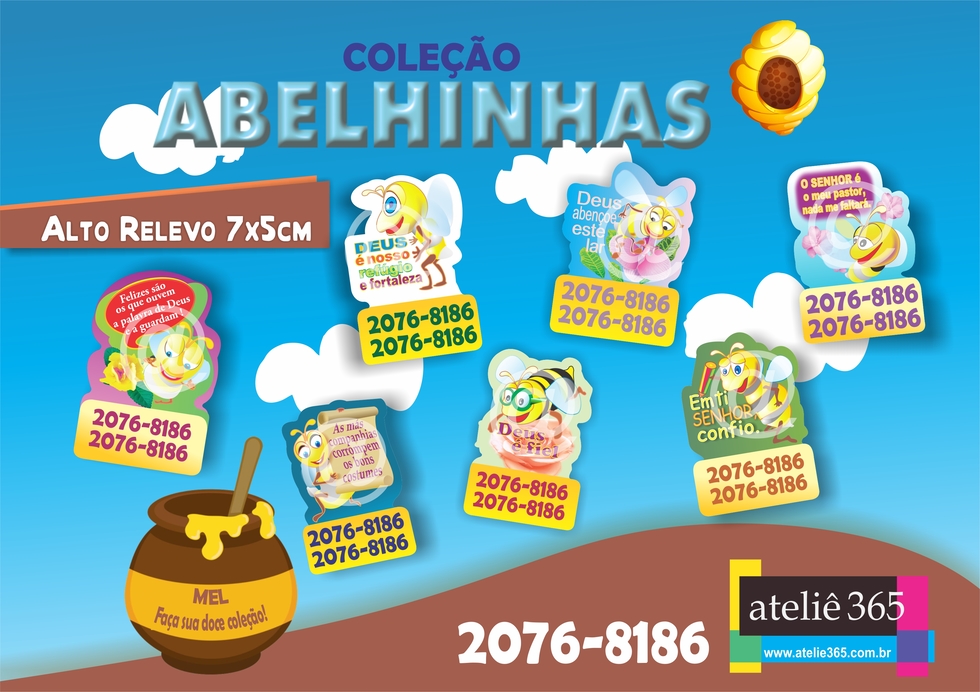 COLEÇÃO
ABELHINHAS
ALTO RELEVO 7x5CM
DEUS
é nosso
refúgio
e fortaleza
2076-8186
2076-8186
Deus
abençoe
este
lar
2076-8186
2076-8186
O SENHOR é
o meu pastor,
nada me faltará.
2076-8186
2076-8186
Felizes são
os que ouvem
a palavra de Deus
e a guardam!
2076-8186
2076-8186
As más
companhias
corrompem
os bons
costumes
2076-8186
2076-8186
Deus
é fiel
2076-8186
2076-8186
Em ti
SENHOR
confio.
2076-8186
2076-8186
MEL
Faça sua doce coleção!
2076-8186
ateliê 365
www.atelie365.com.br